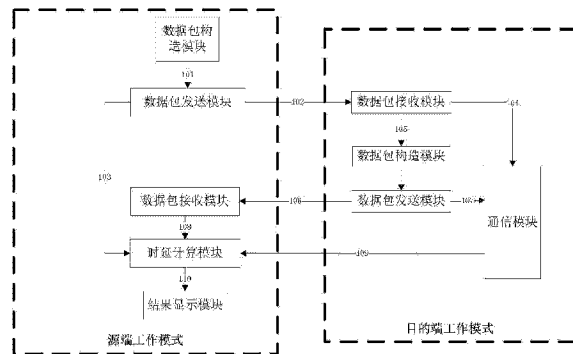 数据包构
造模块
101
数据包发送模块
102
数据包接收模块
104
105
数据包构造模块
103
数据包接收模块
108
数据包发送模块
107
通信模块
时延计算模块
110
结果显示模块
源端工作模式
目的端工作模式